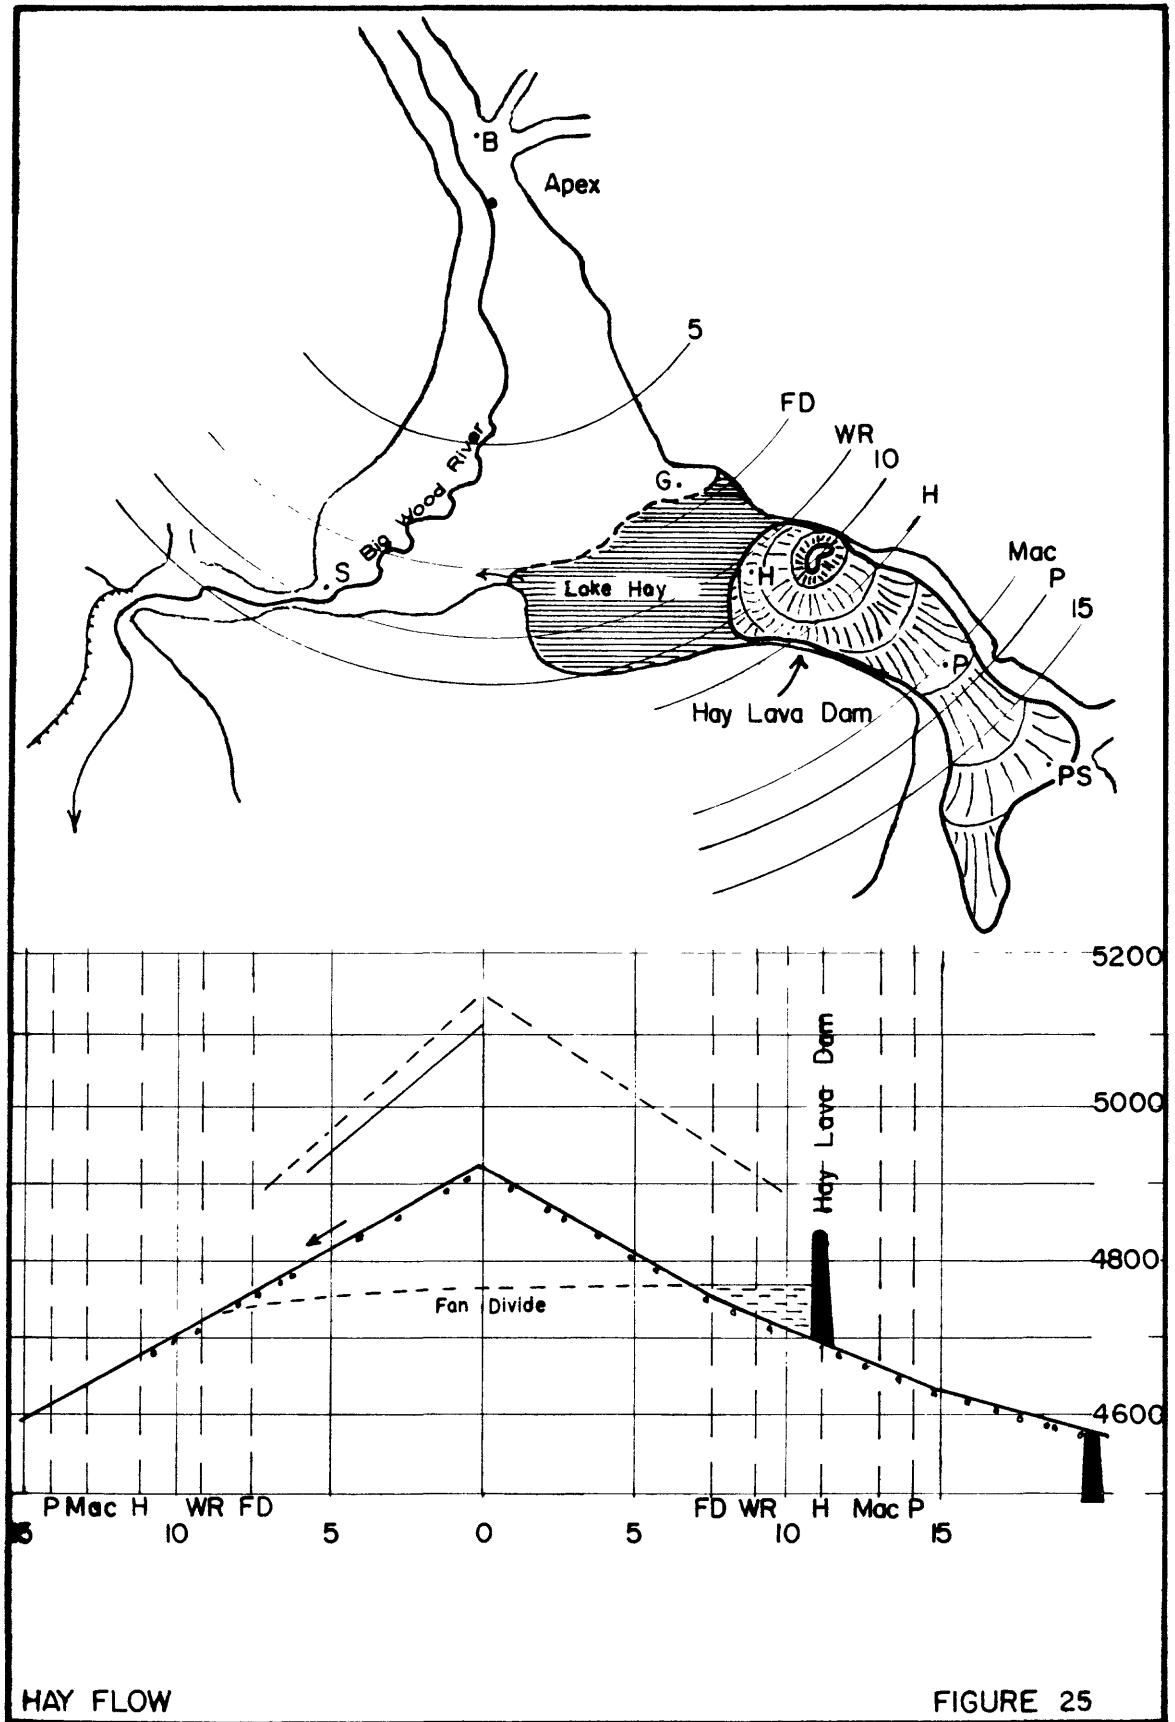 B
Apex
5
FD
WR
10
H
Mac
P
15
G.
S
Big Wood River
Lake Hay
H
P
Hay Lava Dam
PS
5200
5000
4800
4600
Hay Lava Dam
Fan Divide
P Mac H WR FD FD WR H Mac P
15 10 5 0 5 10 15
HAY FLOW
FIGURE 25